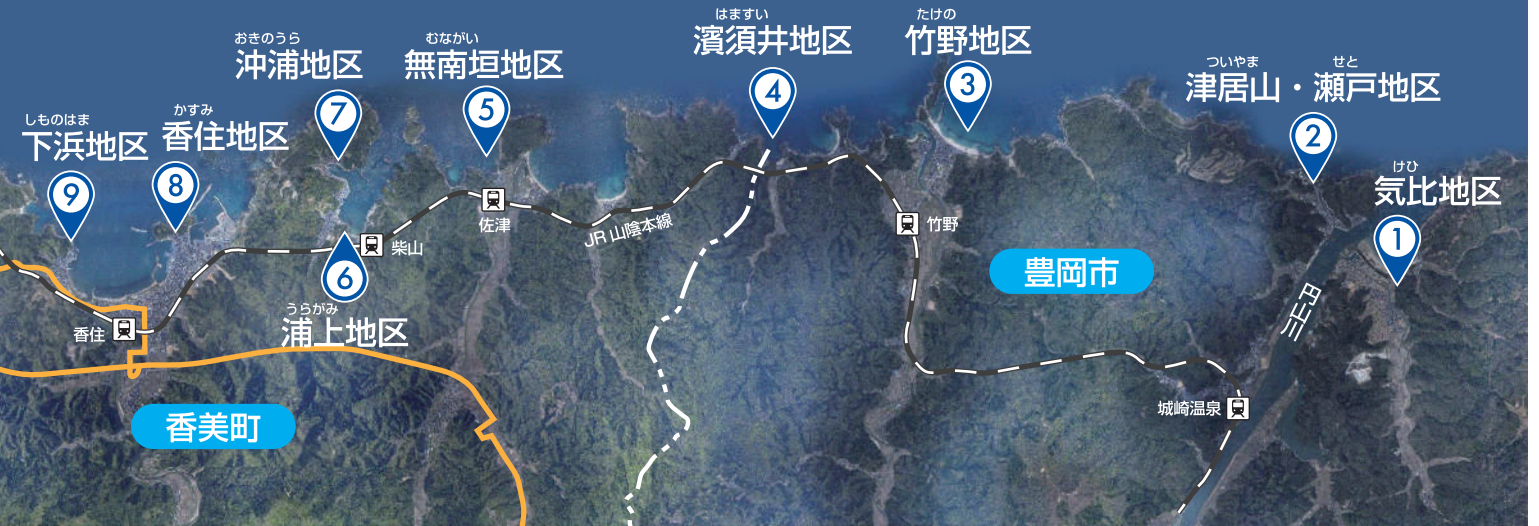 しものはま
下浜地区
9
かすみ
香住地区
8
おきのうら
沖浦地区
7
むながい
無南垣地区
5
はますい
濱須井地区
4
たけの
竹野地区
3
ついやま せと
津居山・瀬戸地区
2
けひ
気比地区
1
6
うらがみ
浦上地区
香住
柴山
佐津
JR山陰本線
竹野
城崎温泉
円山川
豊岡市
香美町